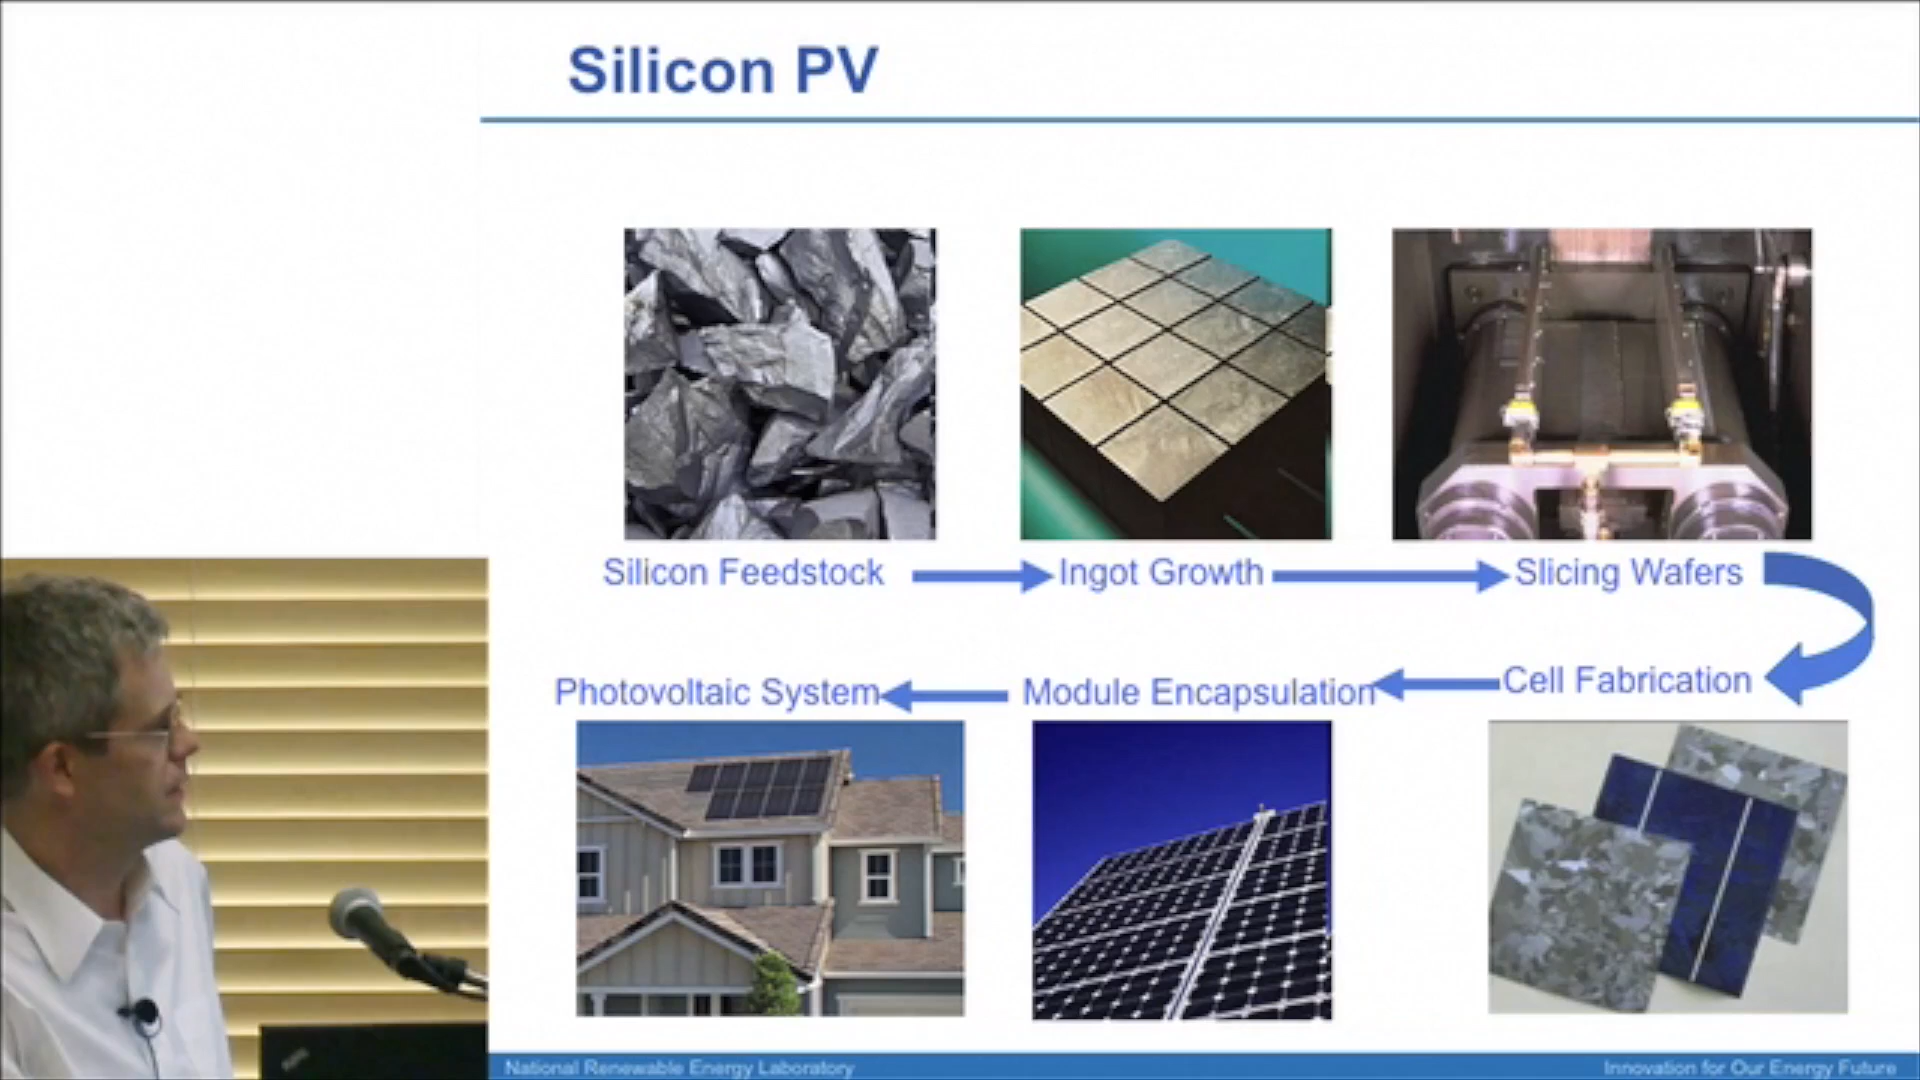 Silicon PV
Silicon Feedstock
Ingot Growth
Slicing Wafers
Photovoltaic System
Module Encapsulation
Cell Fabrication
National Renewable Energy Laboratory
Innovation for Our Energy Future